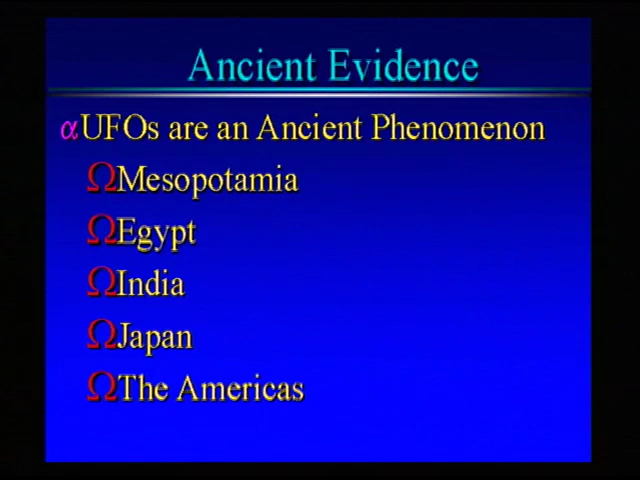 Ancient Evidence
αUFOs are an Ancient Phenomenon
ΩMesopotamia
ΩEgypt
ΩIndia
ΩJapan
ΩThe Americas